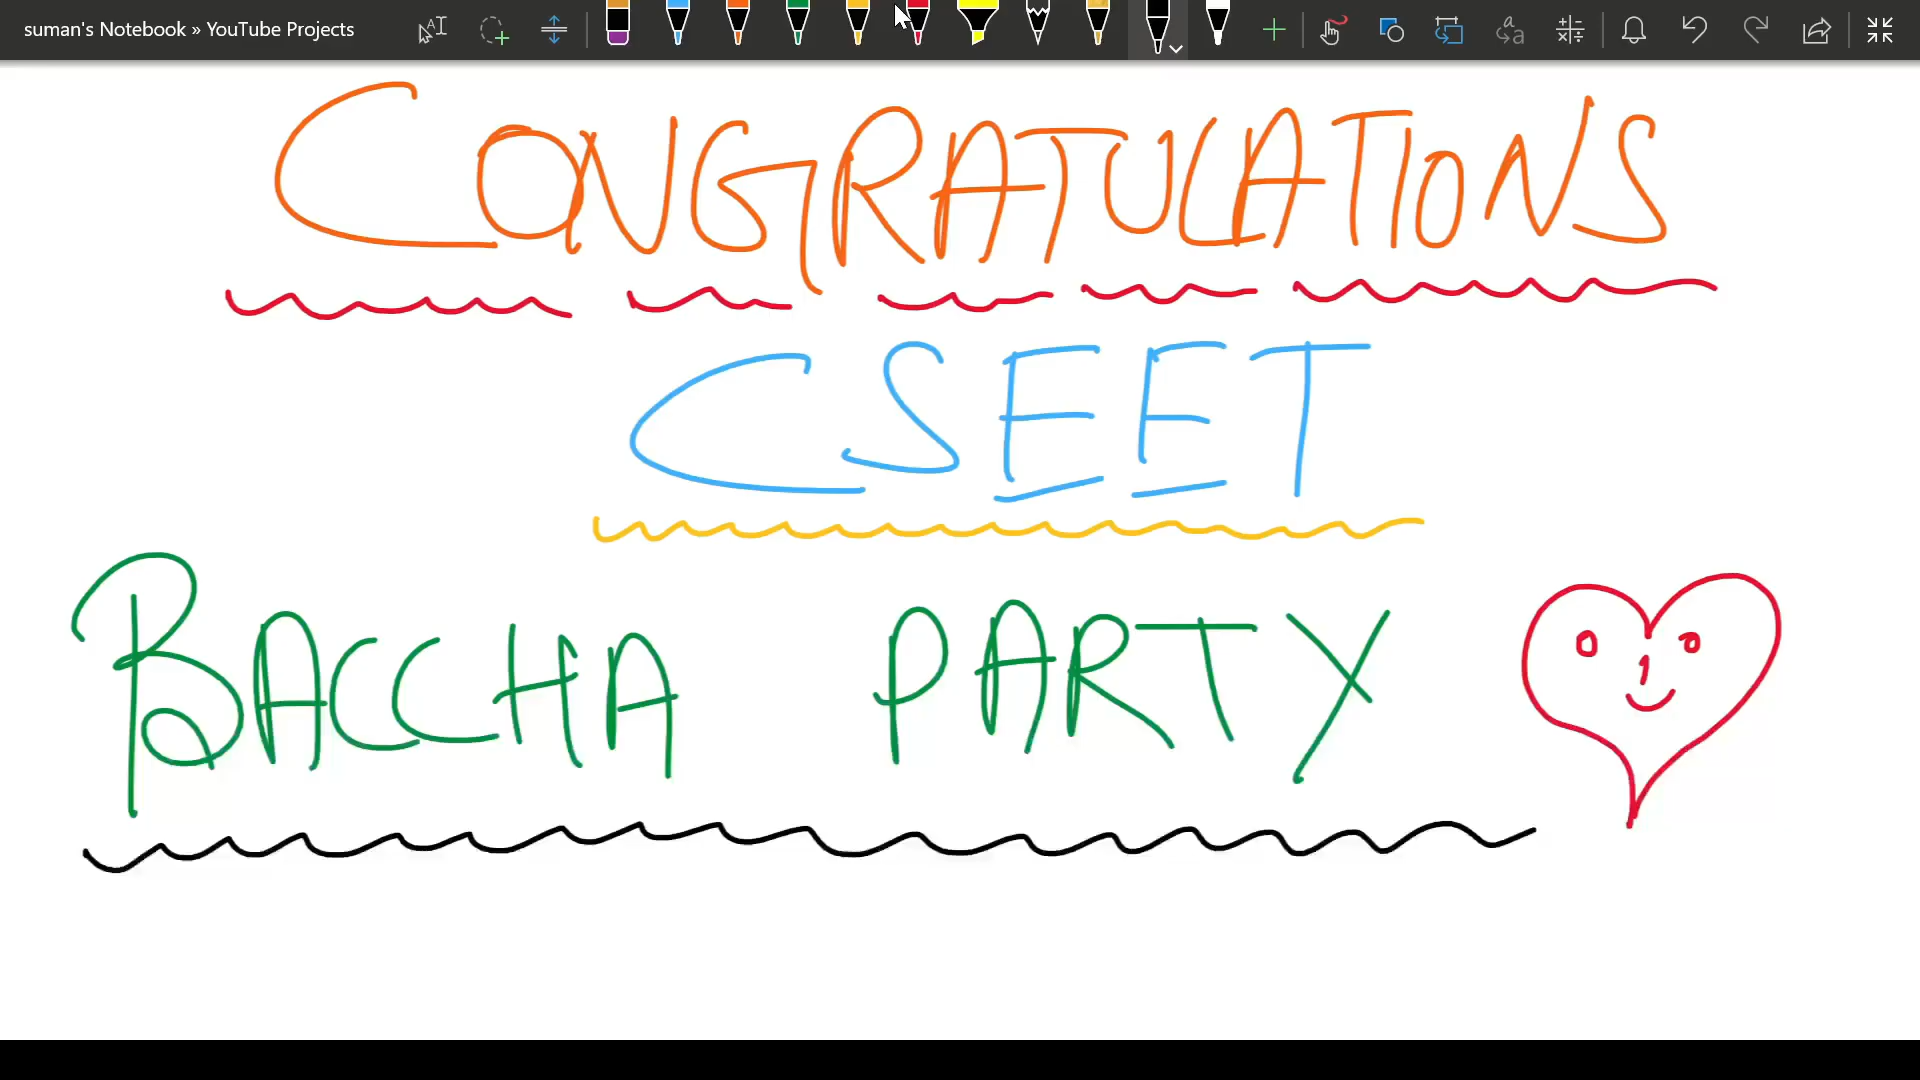 suman's Notebook » YouTube Projects
CONGRATULATIONS
CSEET
BACCHA PARTY